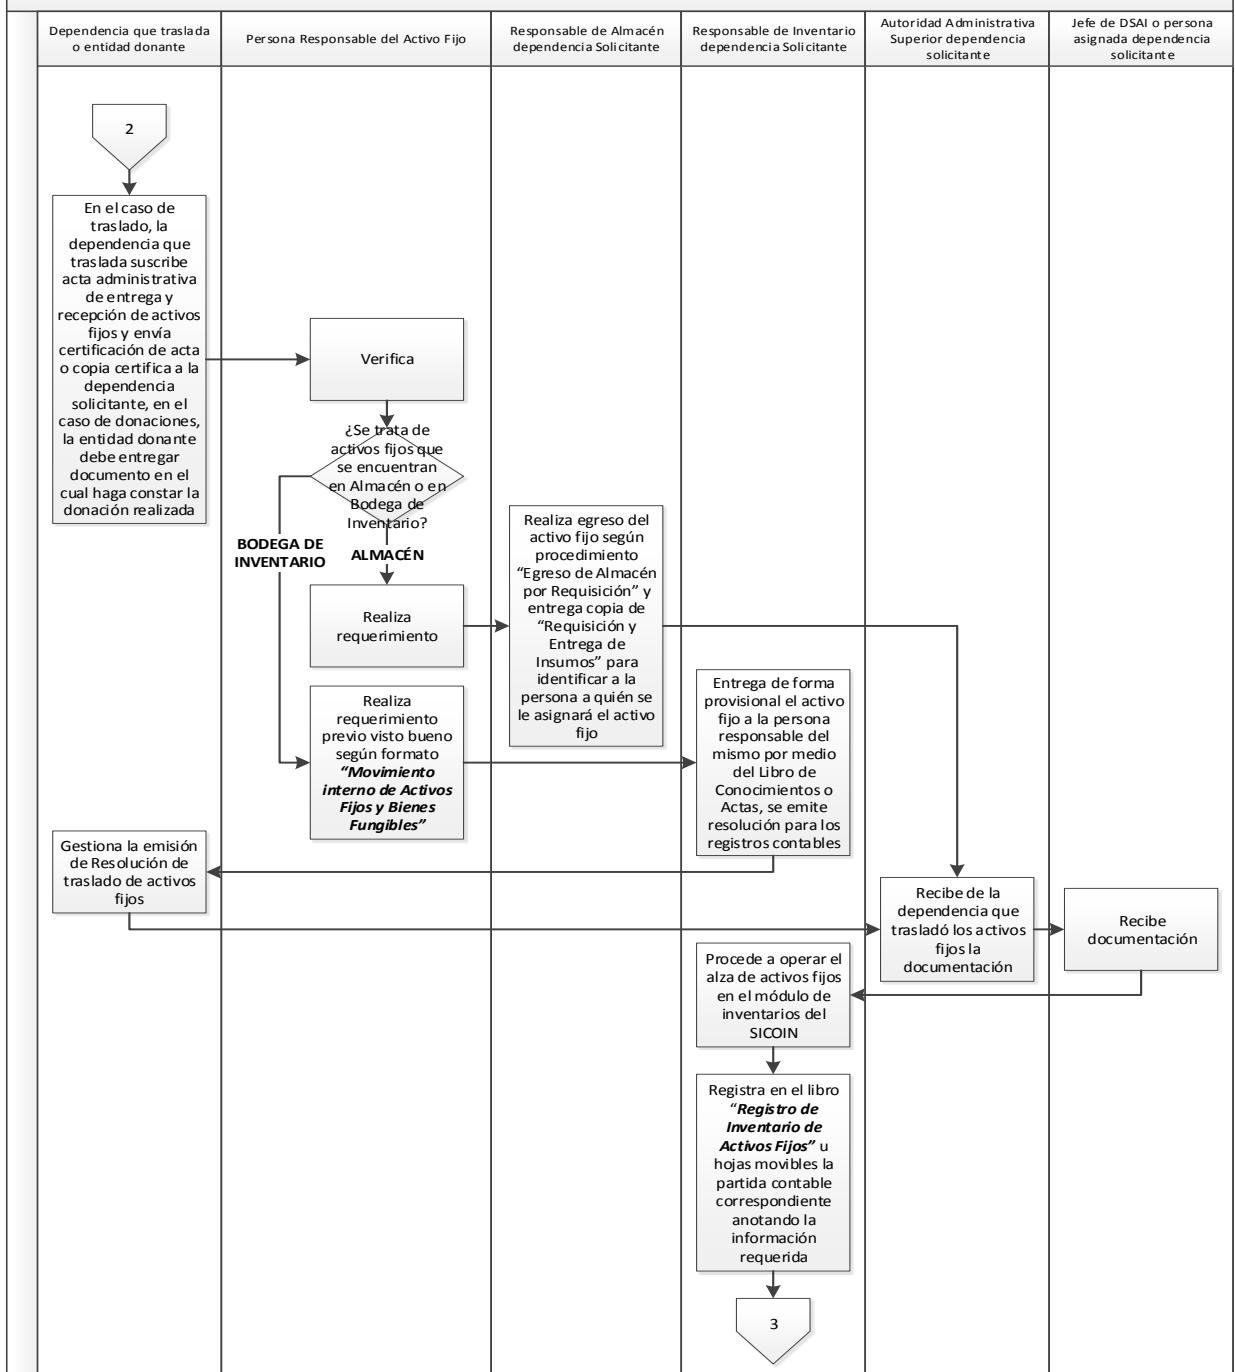 Dependencia que traslada
o entidad donante
Persona Responsable del Activo Fijo
Responsable de Almacén
dependencia Solicitante
Responsable de Inventario
dependencia Solicitante
Autoridad Administrativa
Superior dependencia
solicitante
Jefe de DSAI o persona
asignada dependencia
solicitante
2
En el caso de
traslado, la
dependencia que
traslada suscribe
acta administrativa
de entrega y
recepción de activos
fijos y envía
certificación de acta
o copia certifica a la
dependencia
solicitante, en el
caso de donaciones,
la entidad donante
debe entregar
documento en el
cual haga constar la
donación realizada
Verifica
¿Se trata de
activos fijos que
se encuentran
en Almacén o en
Bodega de
Inventario?
BODEGA DE
INVENTARIO
ALMACÉN
Realiza
requerimiento
Realiza egreso del
activo fijo según
procedimiento
“Egreso de Almacén
por Requisición” y
entrega copia de
“Requisición y
Entrega de
Insumos” para
identificar a la
persona a quién se
le asignará el activo
fijo
Realiza
requerimiento
previo visto bueno
según formato
“Movimiento
interno de Activos
Fijos y Bienes
Fungibles”
Entrega de forma
provisional el activo
fijo a la persona
responsable del
mismo por medio
del Libro de
Conocimientos o
Actas, se emite
resolución para los
registros contables
Gestiona la emisión
de Resolución de
traslado de activos
fijos
Recibe de la
dependencia que
trasladó los activos
fijos la
documentación
Recibe
documentación
Procede a operar el
alza de activos fijos
en el módulo de
inventarios del
SICOIN
Registra en el libro
“Registro de
Inventario de
Activos Fijos” u
hojas movibles la
partida contable
correspondiente
anotando la
información
requerida
3